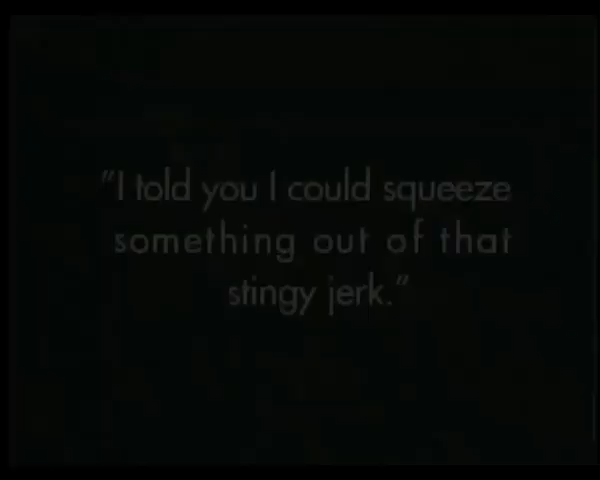 "I told you I could squeeze
something out of that
stingy jerk."